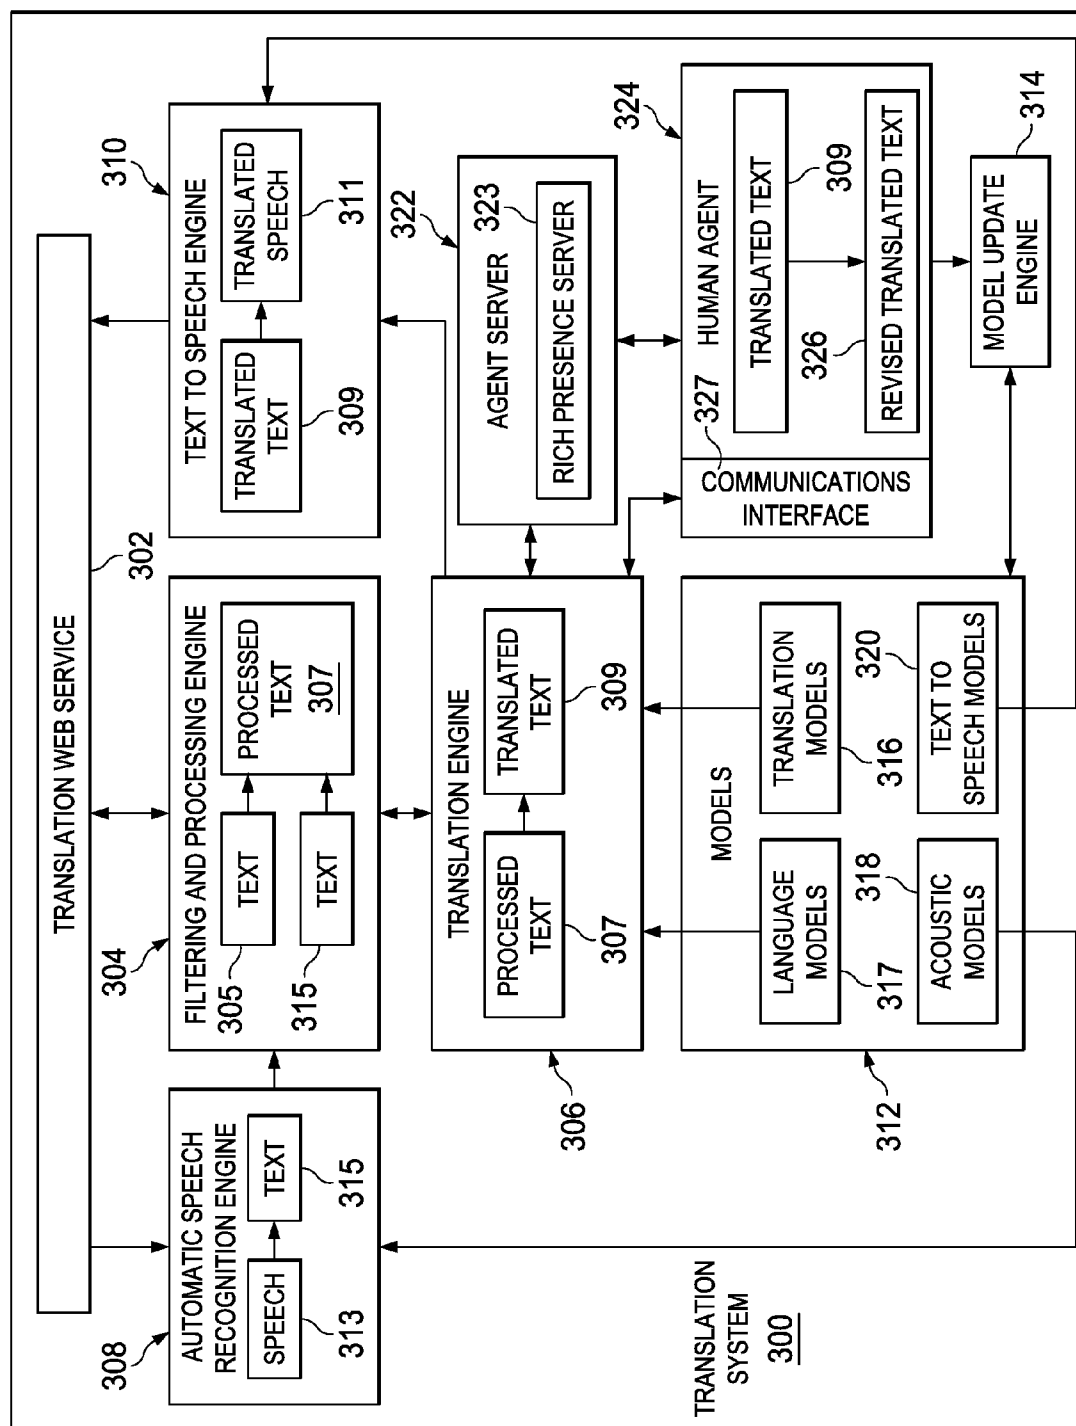 TRANSLATION WEB SERVICE
302
308
AUTOMATIC SPEECH
RECOGNITION ENGINE
SPEECH
313
TEXT
315
304
FILTERING AND PROCESSING ENGINE
305
TEXT
315
TEXT
PROCESSED
TEXT
307
310
TEXT TO SPEECH ENGINE
TRANSLATED
TEXT
309
TRANSLATED
SPEECH
311
306
TRANSLATION ENGINE
PROCESSED
TEXT
307
TRANSLATED
TEXT
309
322
AGENT SERVER
323
RICH PRESENCE SERVER
312
MODELS
LANGUAGE
MODELS
317
TRANSLATION
MODELS
316
318
ACOUSTIC
MODELS
320
TEXT TO
SPEECH MODELS
324
327
COMMUNICATIONS
INTERFACE
HUMAN AGENT
TRANSLATED TEXT
309
326
REVISED TRANSLATED TEXT
314
MODEL UPDATE
ENGINE
TRANSLATION
SYSTEM
300